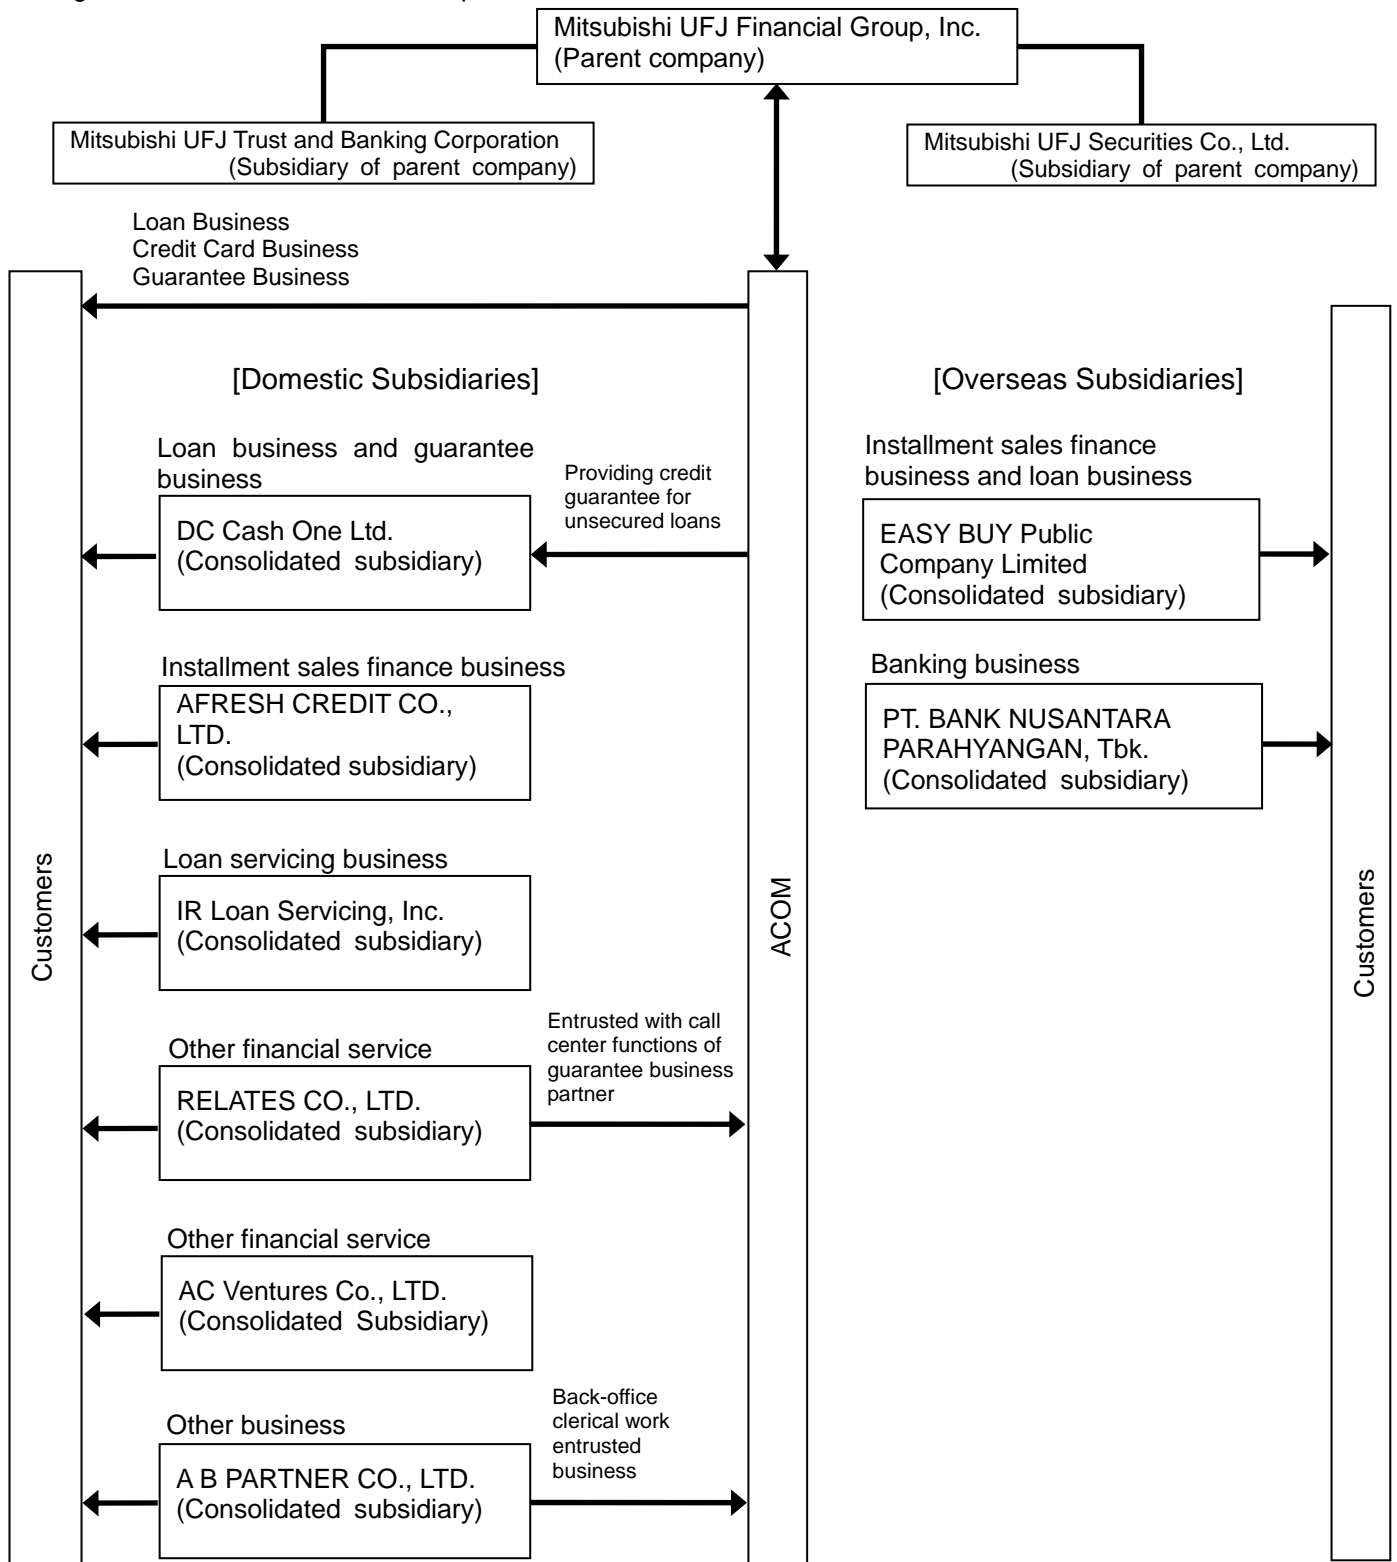 Mitsubishi UFJ Financial Group, Inc.
(Parent company)
Mitsubishi UFJ Trust and Banking Corporation
(Subsidiary of parent company)
Mitsubishi UFJ Securities Co., Ltd.
(Subsidiary of parent company)
Loan Business
Credit Card Business
Guarantee Business
[Domestic Subsidiaries]
[Overseas Subsidiaries]
Loan business and guarantee
business
Providing credit
guarantee for
unsecured loans
DC Cash One Ltd.
(Consolidated subsidiary)
Installment sales finance
business and loan business
EASY BUY Public
Company Limited
(Consolidated subsidiary)
Installment sales finance business
AFRESH CREDIT CO.,
LTD.
(Consolidated subsidiary)
Banking business
PT. BANK NUSANTARA
PARAHYANGAN, Tbk.
(Consolidated subsidiary)
Loan servicing business
IR Loan Servicing, Inc.
(Consolidated subsidiary)
Customers
ACOM
Customers
Other financial service
RELATES CO., LTD.
(Consolidated subsidiary)
Entrusted with call
center functions of
guarantee business
partner
Other financial service
AC Ventures Co., LTD.
(Consolidated Subsidiary)
Other business
A B PARTNER CO., LTD.
(Consolidated subsidiary)
Back-office
clerical work
entrusted
business